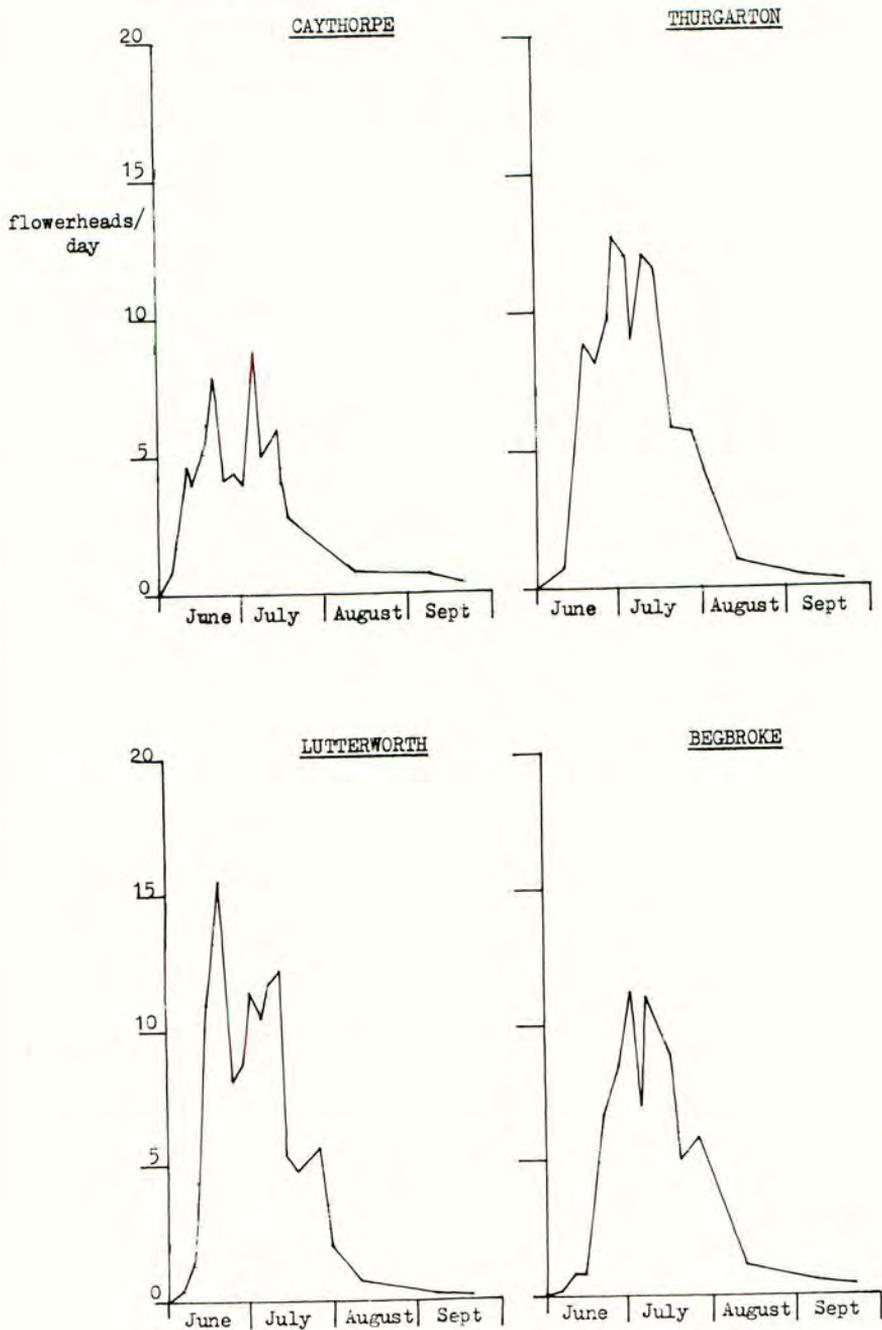 CAYTHORPE
20
15
flowerheads/
day
10
5
0
June July August Sept
THURGARTON
June July August Sept
LUTTERWORTH
20
15
10
5
0
June July August Sept
BEGBROKE
June July August Sept